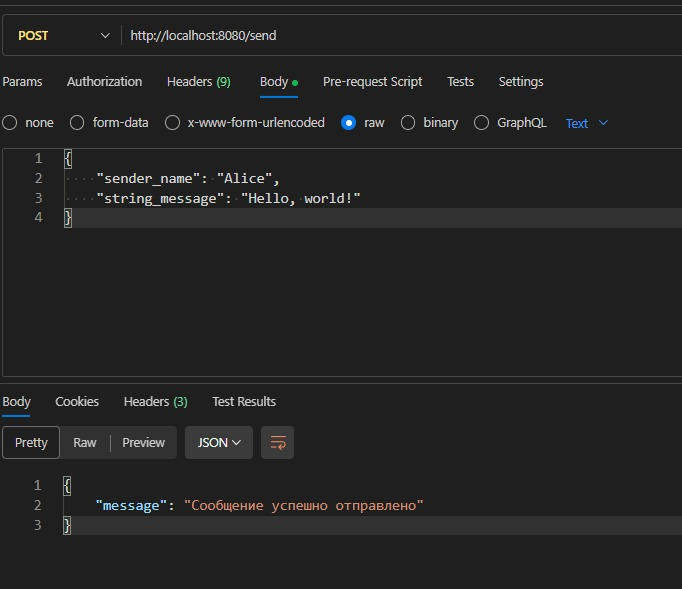 POST http://localhost:8080/send
Params Authorization Headers (9) Body Pre-request Script Tests Settings
none form-data x-www-form-urlencoded raw binary GraphQL Text
1 {
2 "sender_name": "Alice",
3 "string_message": "Hello, world!"
4 }
Body Cookies Headers (3) Test Results
Pretty Raw Preview JSON
1 {
2 "message": "Сообщение успешно отправлено"
3 }